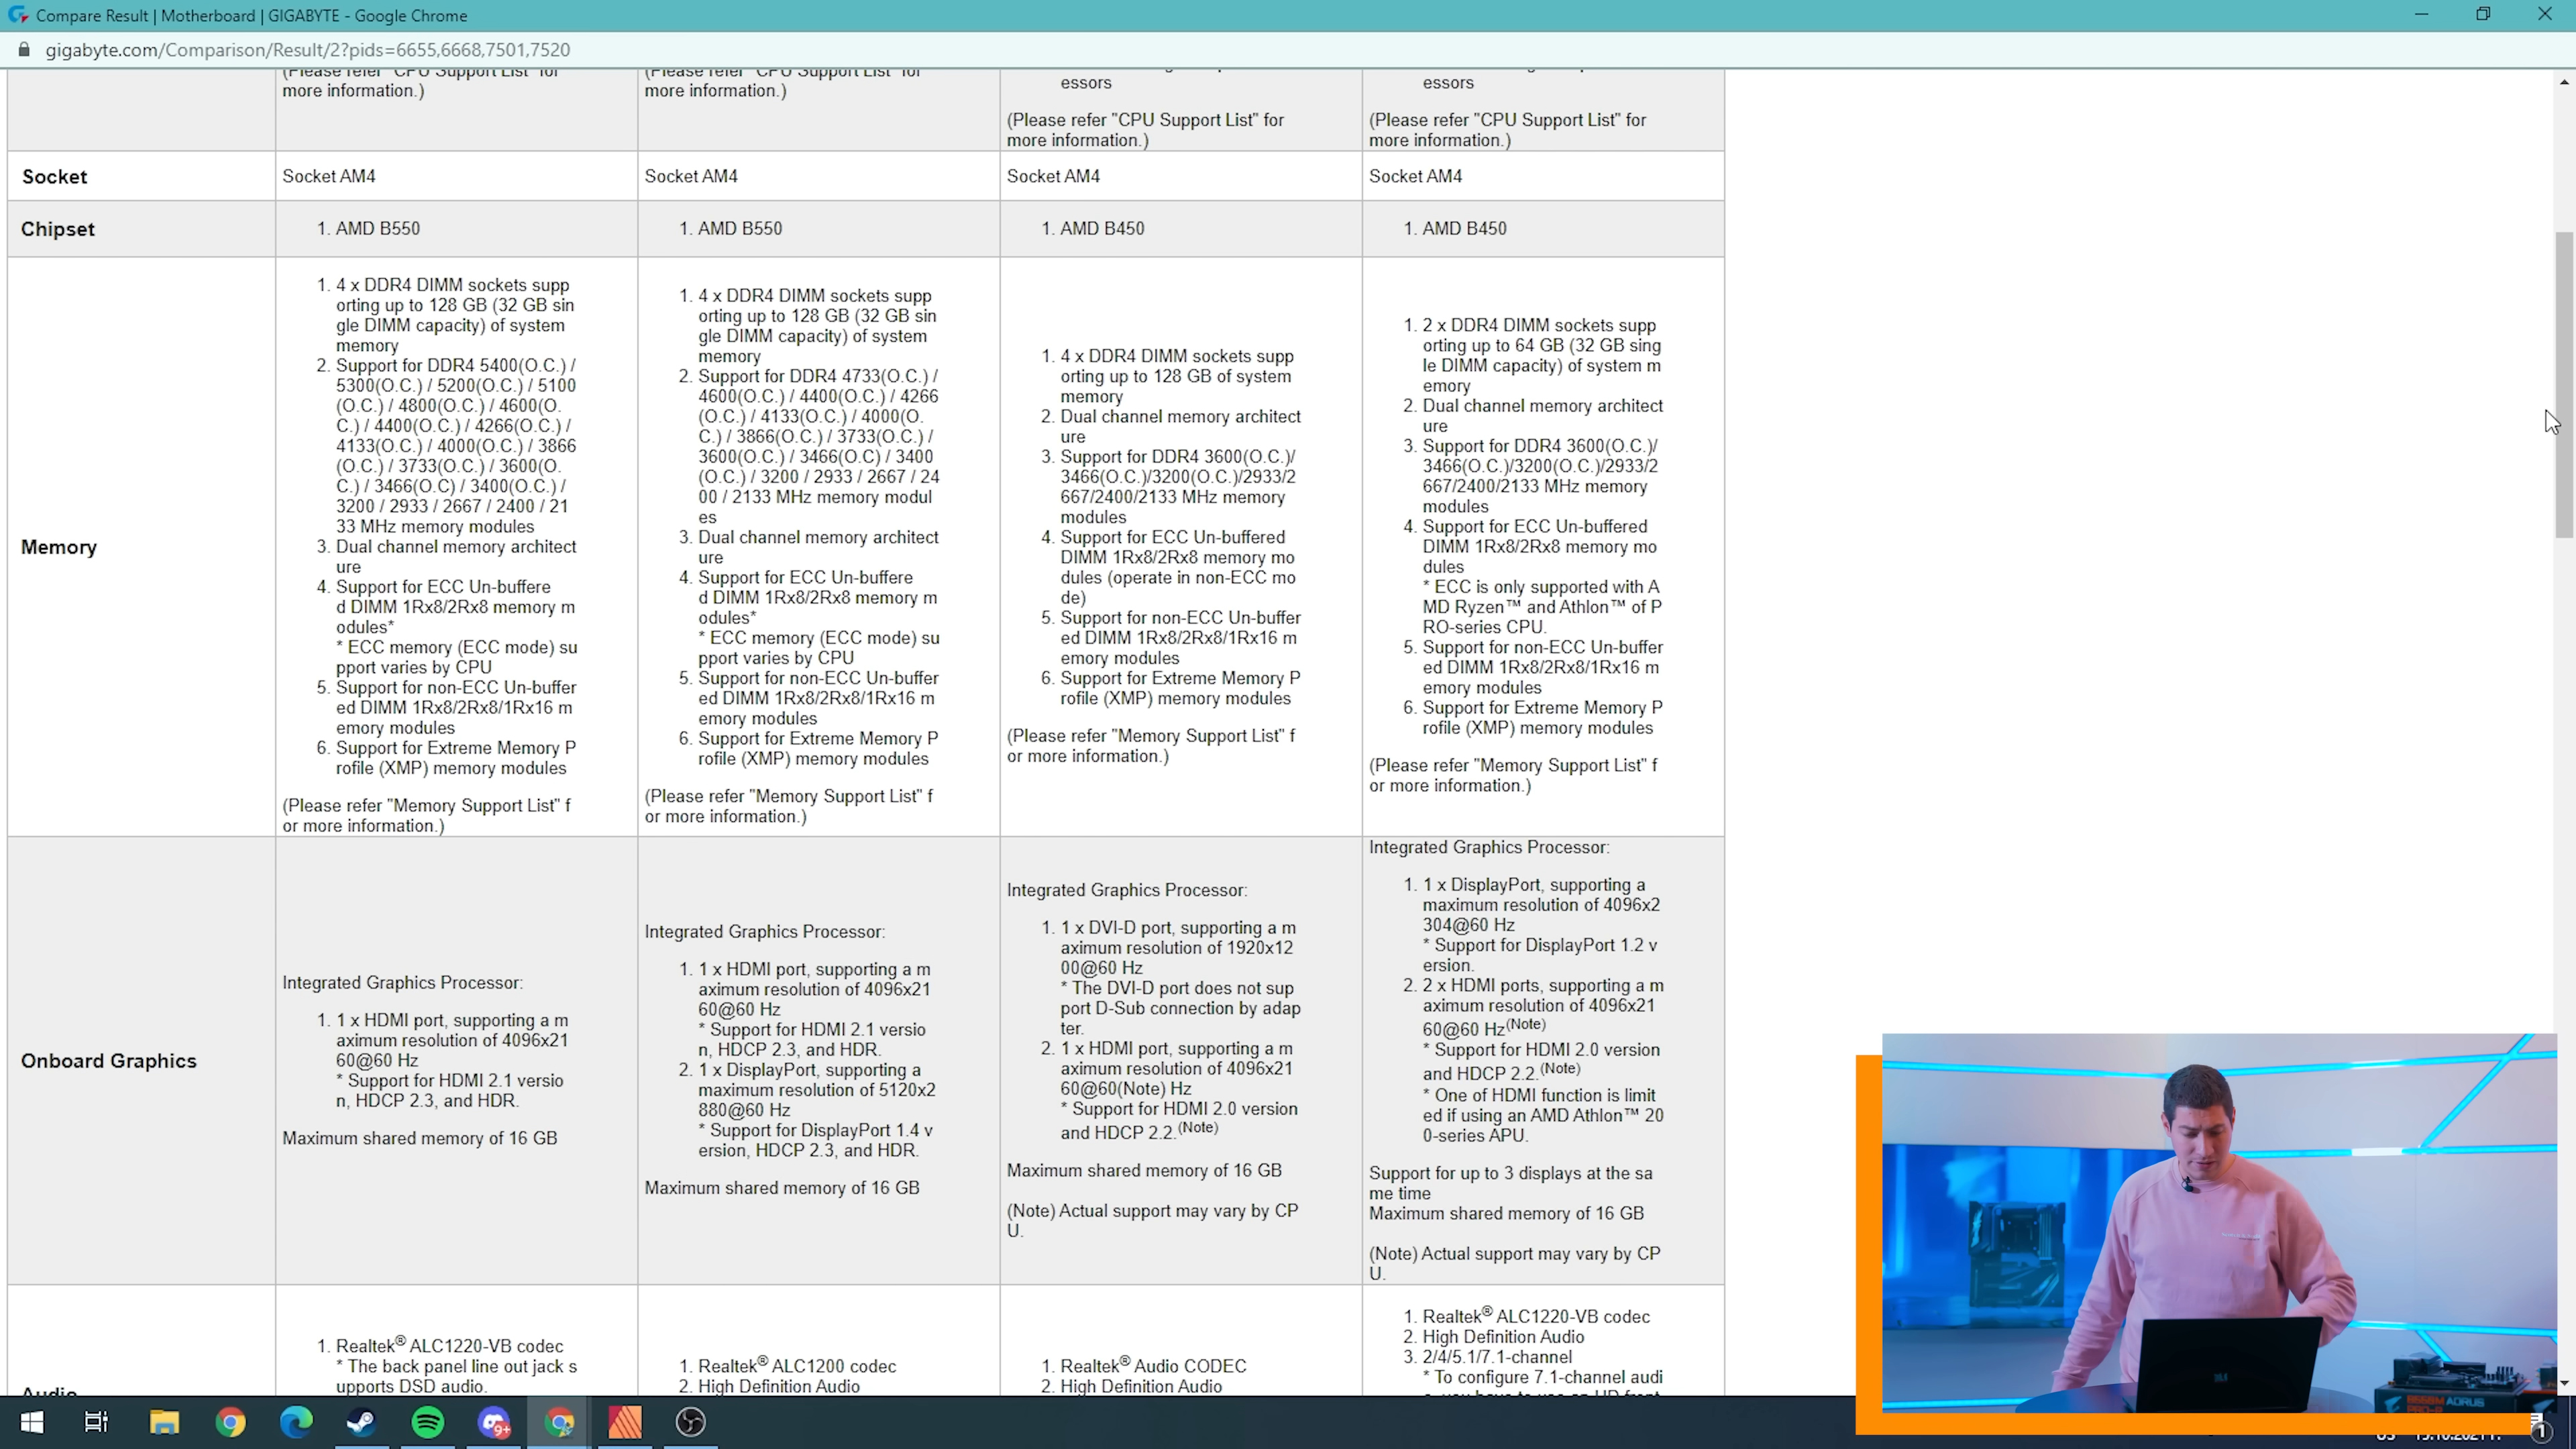 Compare Result | Motherboard | GIGABYTE - Google Chrome
gigabyte.com/Comparison/Result/2?pids=6655,6668,7501,7520
(Please refer "CPU Support List" for
more information.)
(Please refer "CPU Support List" for
more information.)
essors
(Please refer "CPU Support List" for
more information.)
essors
(Please refer "CPU Support List" for
more information.)
Socket
Socket AM4
Socket AM4
Socket AM4
Socket AM4
Chipset
1. AMD B550
1. AMD B550
1. AMD B450
1. AMD B450
Memory
1. 4 x DDR4 DIMM sockets supp
orting up to 128 GB (32 GB sin
gle DIMM capacity) of system
memory
2. Support for DDR4 5400(O.C.) /
5300(O.C.) / 5200(O.C.) / 5100
(O.C.) / 4800(O.C.) / 4600(O.
C.) / 4400(O.C.) / 4266(O.C.) /
4133(O.C.) / 4000(O.C.) / 3866
(O.C.) / 3733(O.C.) / 3600(O.
C.) / 3466(O.C) / 3400(O.C.) /
3200 / 2933 / 2667 / 2400 / 21
33 MHz memory modules
3. Dual channel memory architect
ure
4. Support for ECC Un-buffere
d DIMM 1Rx8/2Rx8 memory m
odules*
* ECC memory (ECC mode) su
pport varies by CPU
5. Support for non-ECC Un-buffer
ed DIMM 1Rx8/2Rx8/1Rx16 m
emory modules
6. Support for Extreme Memory P
rofile (XMP) memory modules
(Please refer "Memory Support List" f
or more information.)
1. 4 x DDR4 DIMM sockets supp
orting up to 128 GB (32 GB sin
gle DIMM capacity) of system
memory
2. Support for DDR4 4733(O.C.) /
4600(O.C.) / 4400(O.C.) / 4266
(O.C.) / 4133(O.C.) / 4000(O.
C.) / 3866(O.C.) / 3733(O.C.) /
3600(O.C.) / 3466(O.C.) / 3400
(O.C.) / 3200 / 2933 / 2667 / 24
00 / 2133 MHz memory modul
es
3. Dual channel memory architect
ure
4. Support for ECC Un-buffere
d DIMM 1Rx8/2Rx8 memory m
odules*
* ECC memory (ECC mode) su
pport varies by CPU
5. Support for non-ECC Un-buffer
ed DIMM 1Rx8/2Rx8/1Rx16 m
emory modules
6. Support for Extreme Memory P
rofile (XMP) memory modules
(Please refer "Memory Support List" f
or more information.)
1. 4 x DDR4 DIMM sockets supp
orting up to 128 GB of system
memory
2. Dual channel memory architect
ure
3. Support for DDR4 3600(O.C.)/
3466(O.C.)/3200(O.C.)/2933/2
667/2400/2133 MHz memory
modules
4. Support for ECC Un-buffered
DIMM 1Rx8/2Rx8 memory mo
dules (operate in non-ECC mo
de)
5. Support for non-ECC Un-buffer
ed DIMM 1Rx8/2Rx8/1Rx16 m
emory modules
6. Support for Extreme Memory P
rofile (XMP) memory modules
(Please refer "Memory Support List" f
or more information.)
1. 2 x DDR4 DIMM sockets supp
orting up to 64 GB (32 GB sing
le DIMM capacity) of system m
emory
2. Dual channel memory architect
ure
3. Support for DDR4 3600(O.C.)/
3466(O.C.)/3200(O.C.)/2933/2
667/2400/2133 MHz memory
modules
4. Support for ECC Un-buffered
DIMM 1Rx8/2Rx8 memory mo
dules
* ECC is only supported with A
MD Ryzen™ and Athlon™ of P
RO-series CPU.
5. Support for non-ECC Un-buffer
ed DIMM 1Rx8/2Rx8/1Rx16 m
emory modules
6. Support for Extreme Memory P
rofile (XMP) memory modules
(Please refer "Memory Support List" f
or more information.)
Onboard Graphics
Integrated Graphics Processor:
1. 1 x HDMI port, supporting a m
aximum resolution of 4096x21
60@60 Hz
* Support for HDMI 2.1 versio
n, HDCP 2.3, and HDR.
Maximum shared memory of 16 GB
Integrated Graphics Processor:
1. 1 x HDMI port, supporting a m
aximum resolution of 4096x21
60@60 Hz
* Support for HDMI 2.1 versio
n, HDCP 2.3, and HDR.
2. 1 x DisplayPort, supporting a
maximum resolution of 5120x2
880@60 Hz
* Support for DisplayPort 1.4 v
ersion, HDCP 2.3, and HDR.
Maximum shared memory of 16 GB
Integrated Graphics Processor:
1. 1 x DVI-D port, supporting a m
aximum resolution of 1920x12
00@60 Hz
* The DVI-D port does not sup
port D-Sub connection by adap
ter.
2. 1 x HDMI port, supporting a m
aximum resolution of 4096x21
60@60(Note) Hz
* Support for HDMI 2.0 version
and HDCP 2.2.(Note)
Maximum shared memory of 16 GB
(Note) Actual support may vary by CP
U.
Integrated Graphics Processor:
1. 1 x DisplayPort, supporting a
maximum resolution of 4096x2
304@60 Hz
* Support for DisplayPort 1.2 v
ersion.
2. 2 x HDMI ports, supporting a m
aximum resolution of 4096x21
60@60 Hz(Note)
* Support for HDMI 2.0 version
and HDCP 2.2.(Note)
* One of HDMI function is limit
ed if using an AMD Athlon™ 20
0-series APU.
Support for up to 3 displays at the sa
me time
Maximum shared memory of 16 GB
(Note) Actual support may vary by CP
U.
Audio
1. Realtek® ALC1220-VB codec
* The back panel line out jack s
upports DSD audio.
1. Realtek® ALC1200 codec
2. High Definition Audio
1. Realtek® Audio CODEC
2. High Definition Audio
1. Realtek® ALC1220-VB codec
2. High Definition Audio
3. 2/4/5.1/7.1-channel
* To configure 7.1-channel audi
9+
AORUS
1